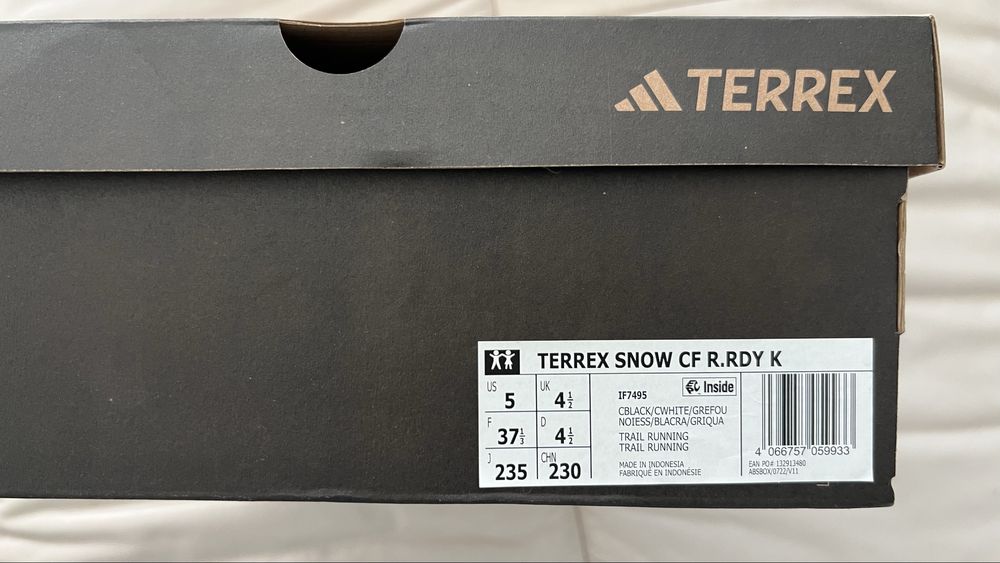 TERREX
TERREX SNOW CF R.RDY K
US 5 UK 4½
F 37⅓ D 4½
J 235 CHN 230
IF7495 Inside
CBLACK/CWHITE/GREFOU
NOIESS/BLACRA/GRIQUA
TRAIL RUNNING
TRAIL RUNNING
MADE IN INDONESIA
FABRIQUÉ EN INDONÉSIE
4 066757 059933
EAN PO# 132913480
ABSBOX/0722/V11